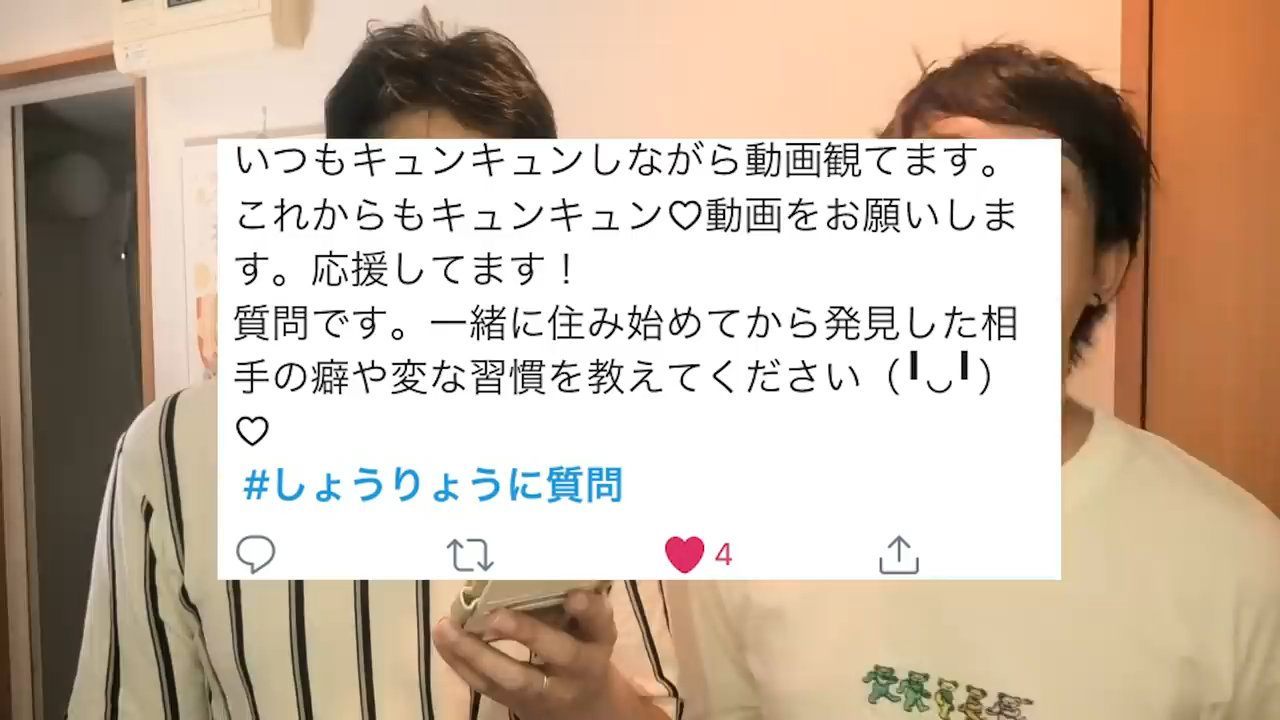 いつもキュンキュンしながら動画観てます。
これからもキュンキュン♡動画をお願いしま
す。応援してます！
質問です。一緒に住み始めてから発見した相
手の癖や変な習慣を教えてください（╹◡╹）
♡
#しょうりょうに質問
4